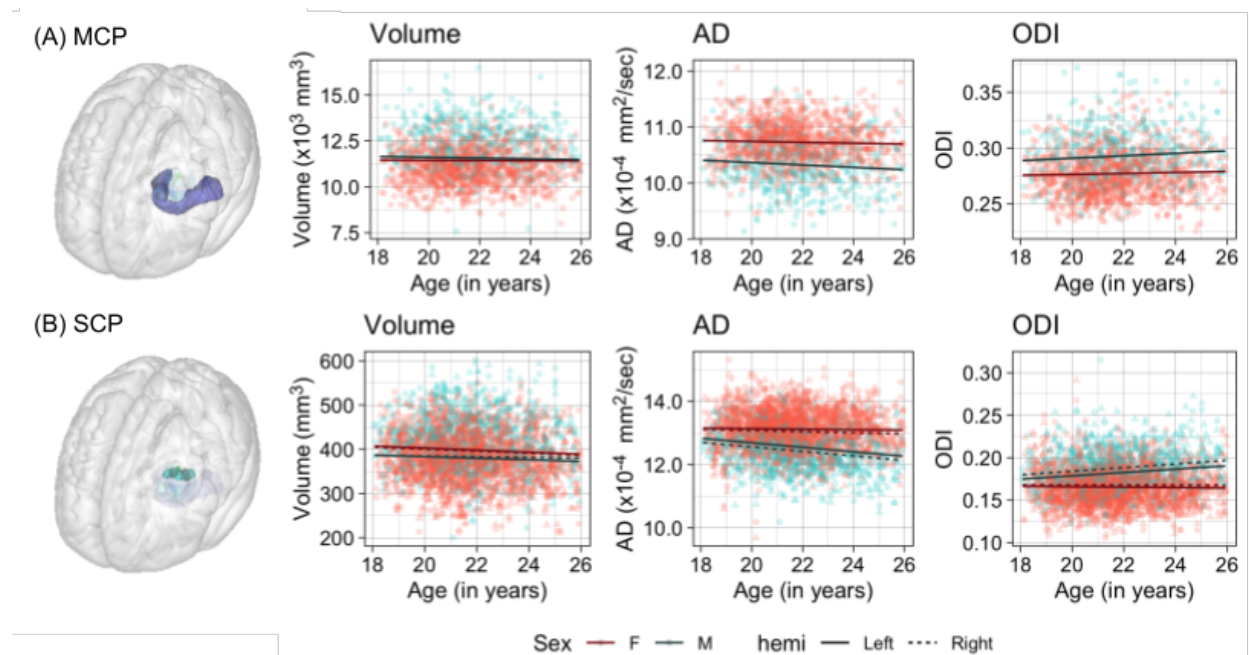 (A) MCP
Volume
AD
ODI
Volume (x10³ mm³)
15.0
12.5
10.0
7.5
18 20 22 24 26
Age (in years)
AD (x10⁻⁴ mm²/sec)
12.0
11.0
10.0
9.0
18 20 22 24 26
Age (in years)
ODI
0.35
0.30
0.25
18 20 22 24 26
Age (in years)
(B) SCP
Volume
AD
ODI
Volume (mm³)
600
500
400
300
200
18 20 22 24 26
Age (in years)
AD (x10⁻⁴ mm²/sec)
14.0
12.0
10.0
18 20 22 24 26
Age (in years)
ODI
0.30
0.25
0.20
0.15
0.10
18 20 22 24 26
Age (in years)
Sex F M hemi Left Right